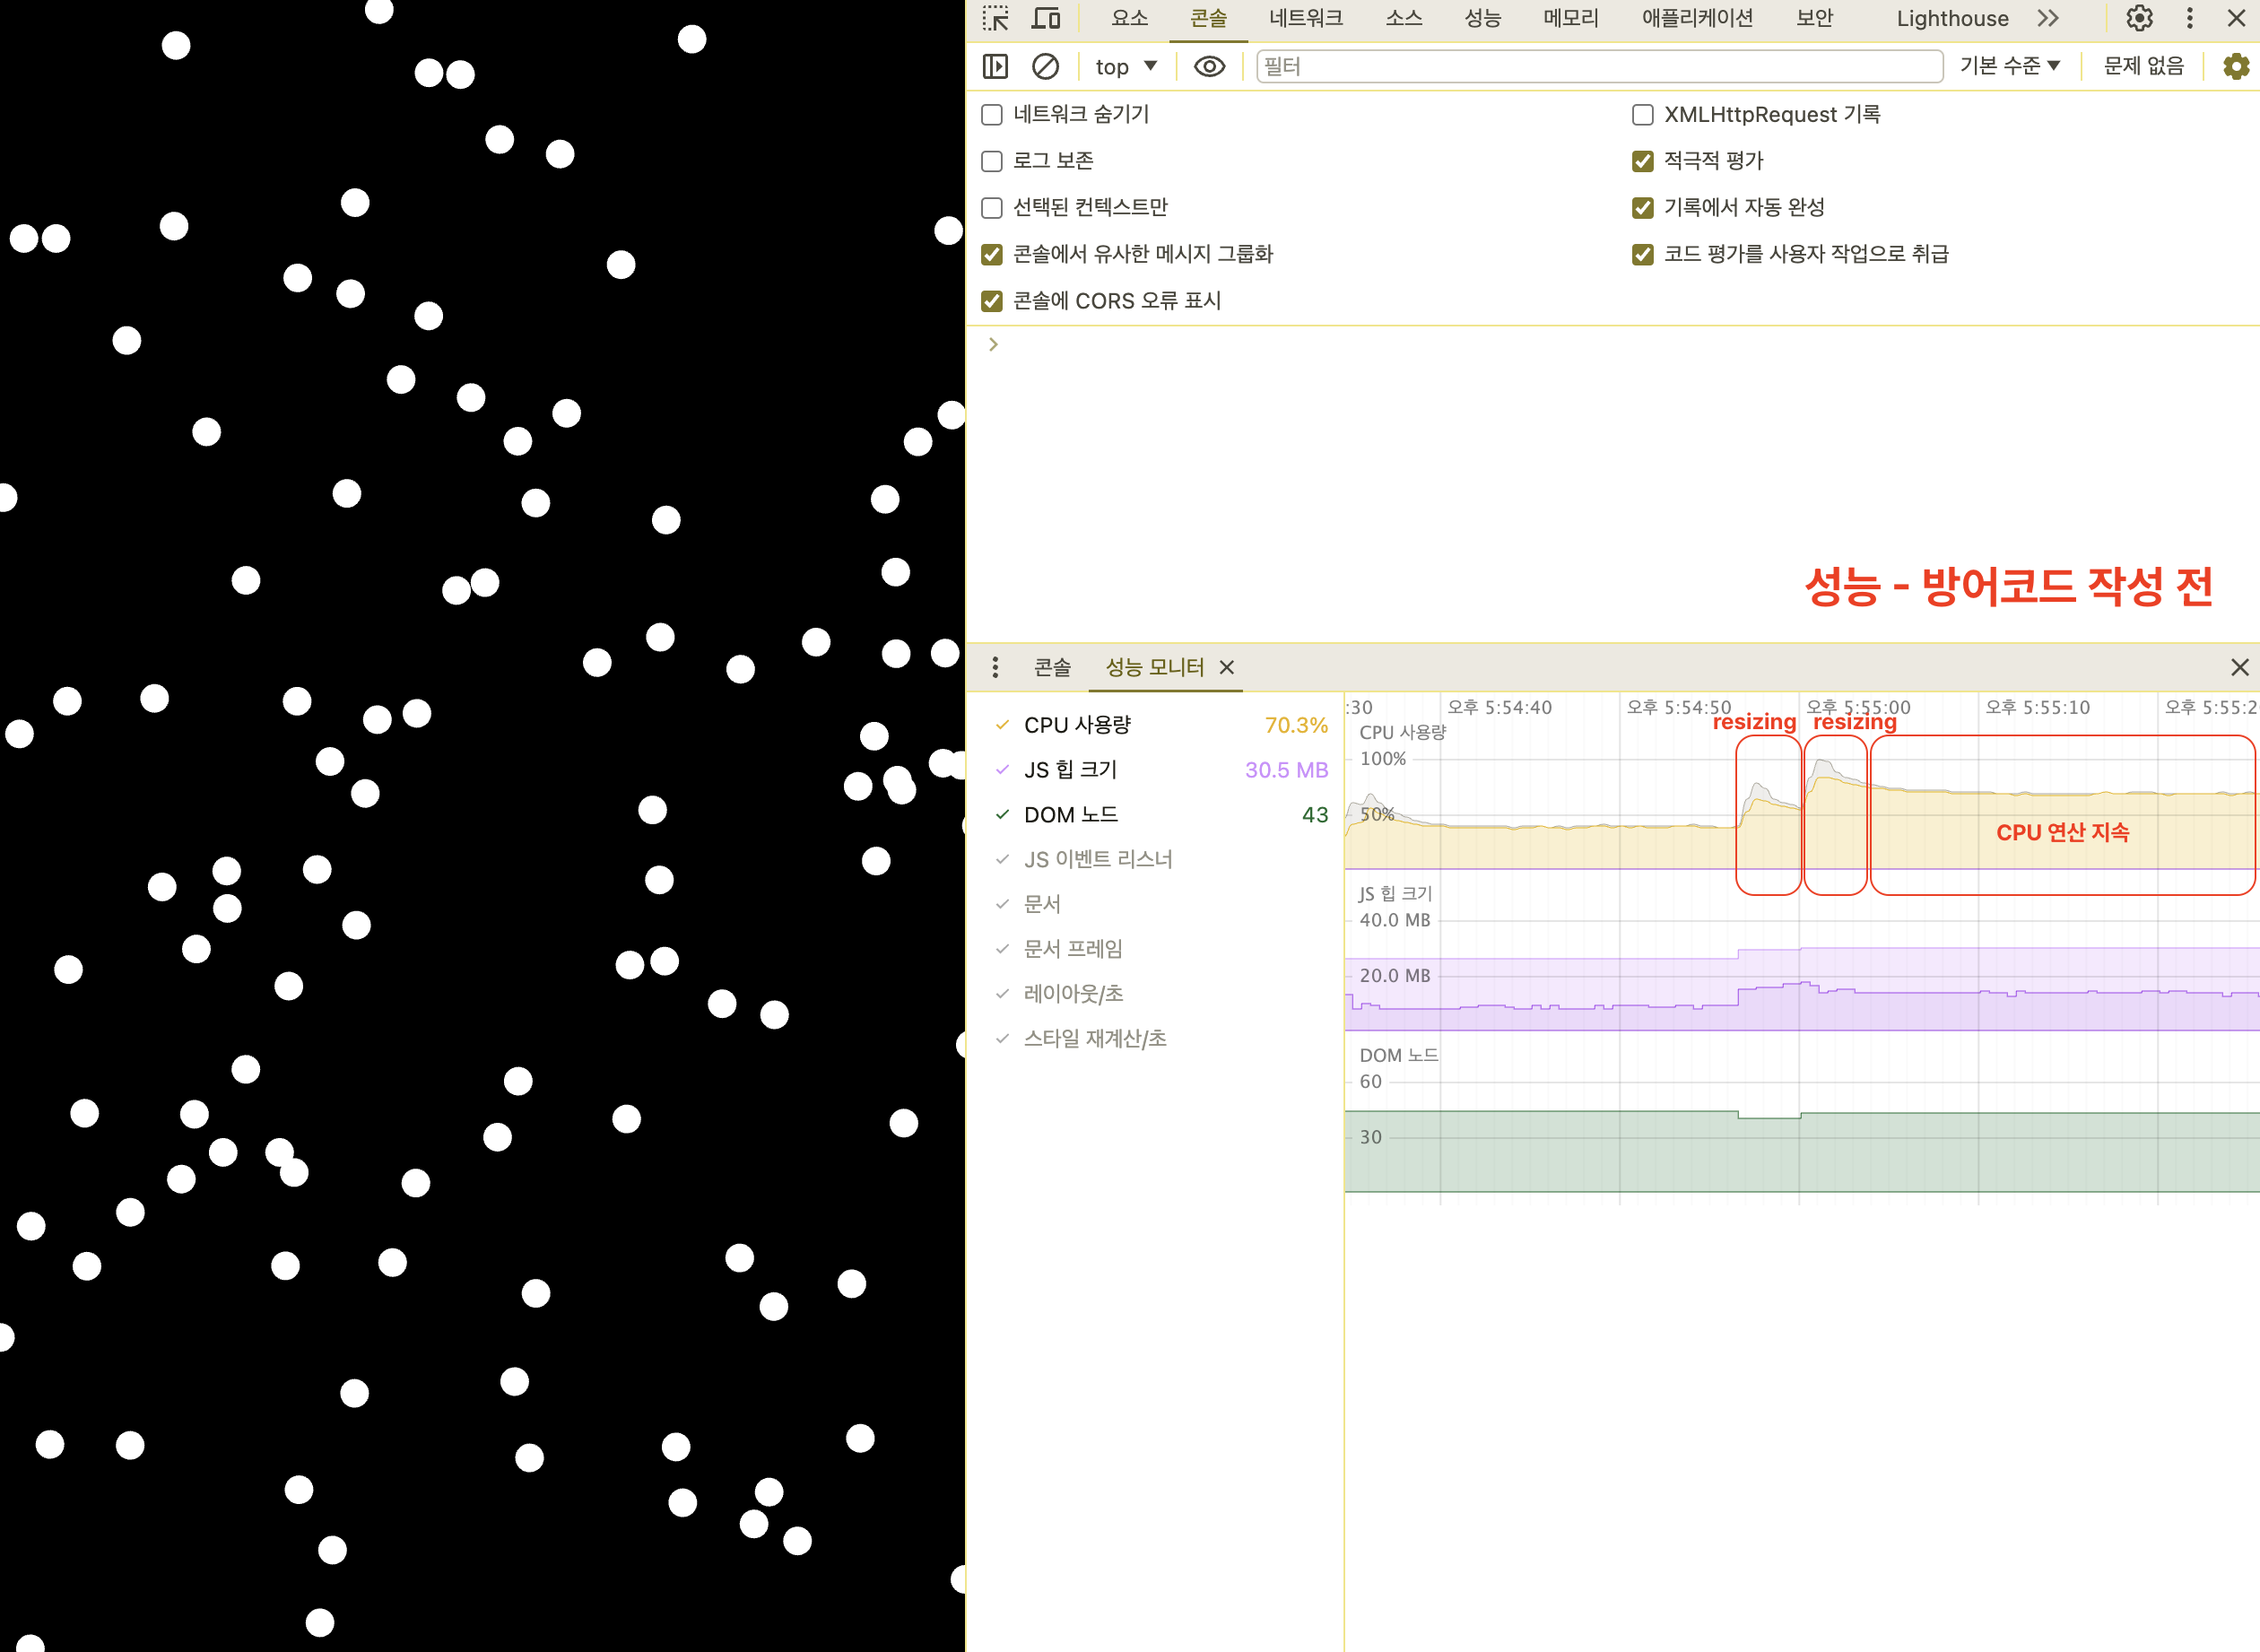 요소 콘솔 네트워크 소스 성능 메모리 애플리케이션 보안 Lighthouse
top 필터 기본 수준 문제 없음
네트워크 숨기기 XMLHttpRequest 기록
로그 보존 적극적 평가
선택된 컨텍스트만 기록에서 자동 완성
콘솔에서 유사한 메시지 그룹화 코드 평가를 사용자 작업으로 취급
콘솔에 CORS 오류 표시
성능 - 방어코드 작성 전
콘솔 성능 모니터
CPU 사용량 70.3%
JS 힙 크기 30.5 MB
DOM 노드 43
JS 이벤트 리스너
문서
문서 프레임
레이아웃/초
스타일 재계산/초
:30 오후 5:54:40 오후 5:54:50 오후 5:55:00 오후 5:55:10 오후 5:55:2
resizing resizing
CPU 사용량
100%
50%
CPU 연산 지속
JS 힙 크기
40.0 MB
20.0 MB
DOM 노드
60
30